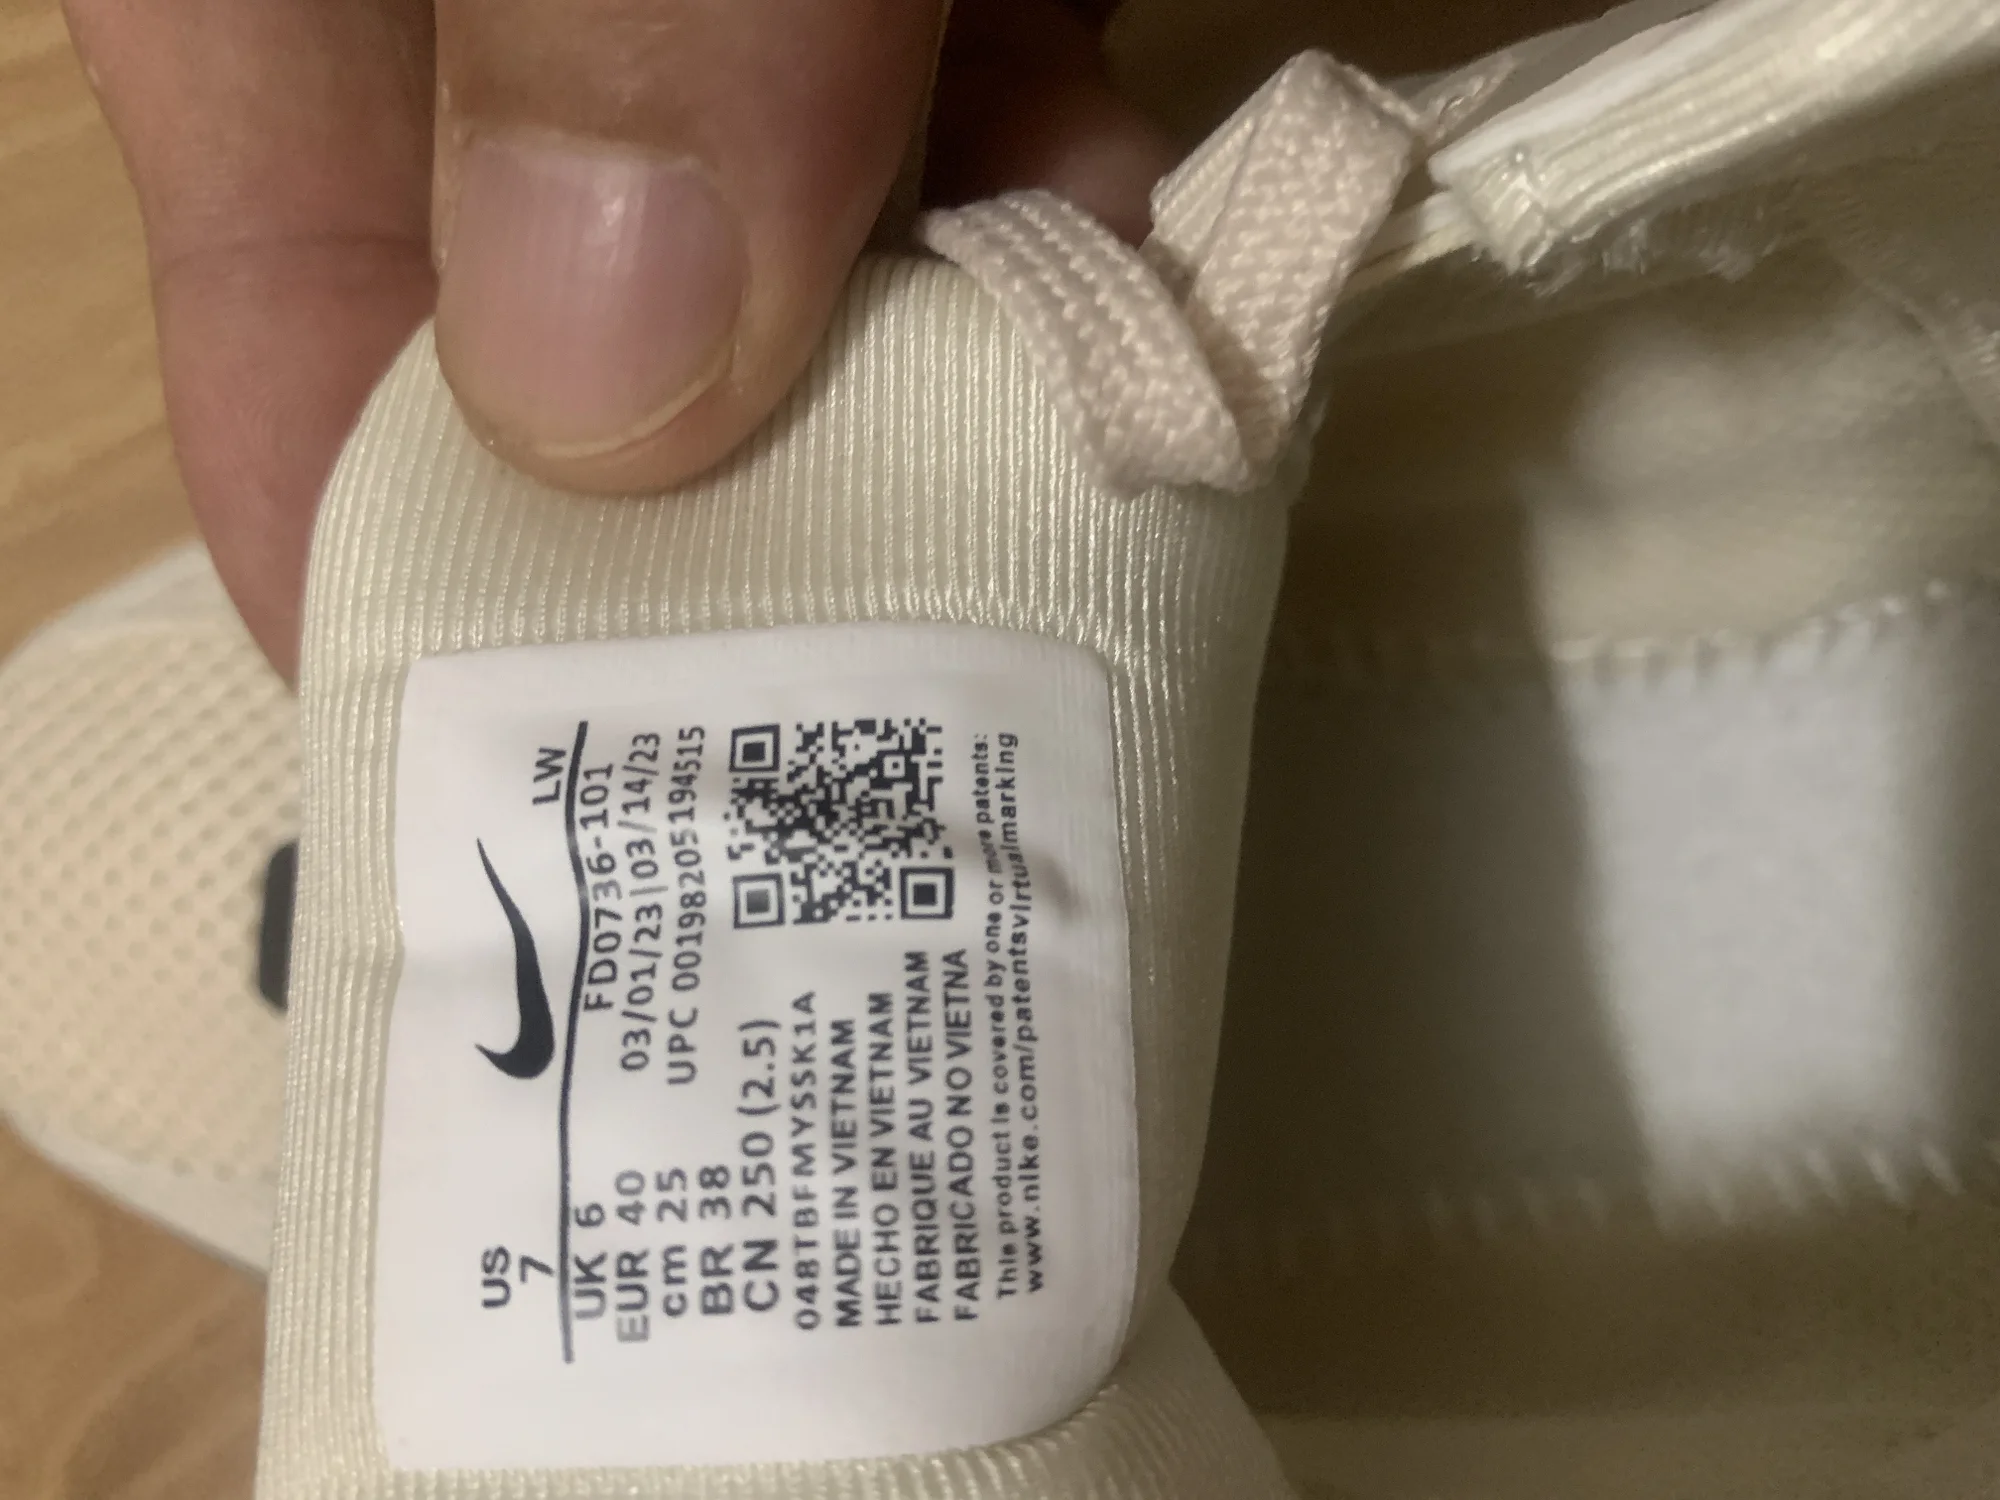 US
7
LW
UK 6
FD0736-101
EUR 40
03/01/23|03/14/23
cm 25
UPC 00198205194515
BR 38
CN 250 (2.5)
048TBFMYSSK1A
MADE IN VIETNAM
HECHO EN VIETNAM
FABRIQUE AU VIETNAM
FABRICADO NO VIETNA
This product is covered by one or more patents:
www.nike.com/patentsvirtualmarking